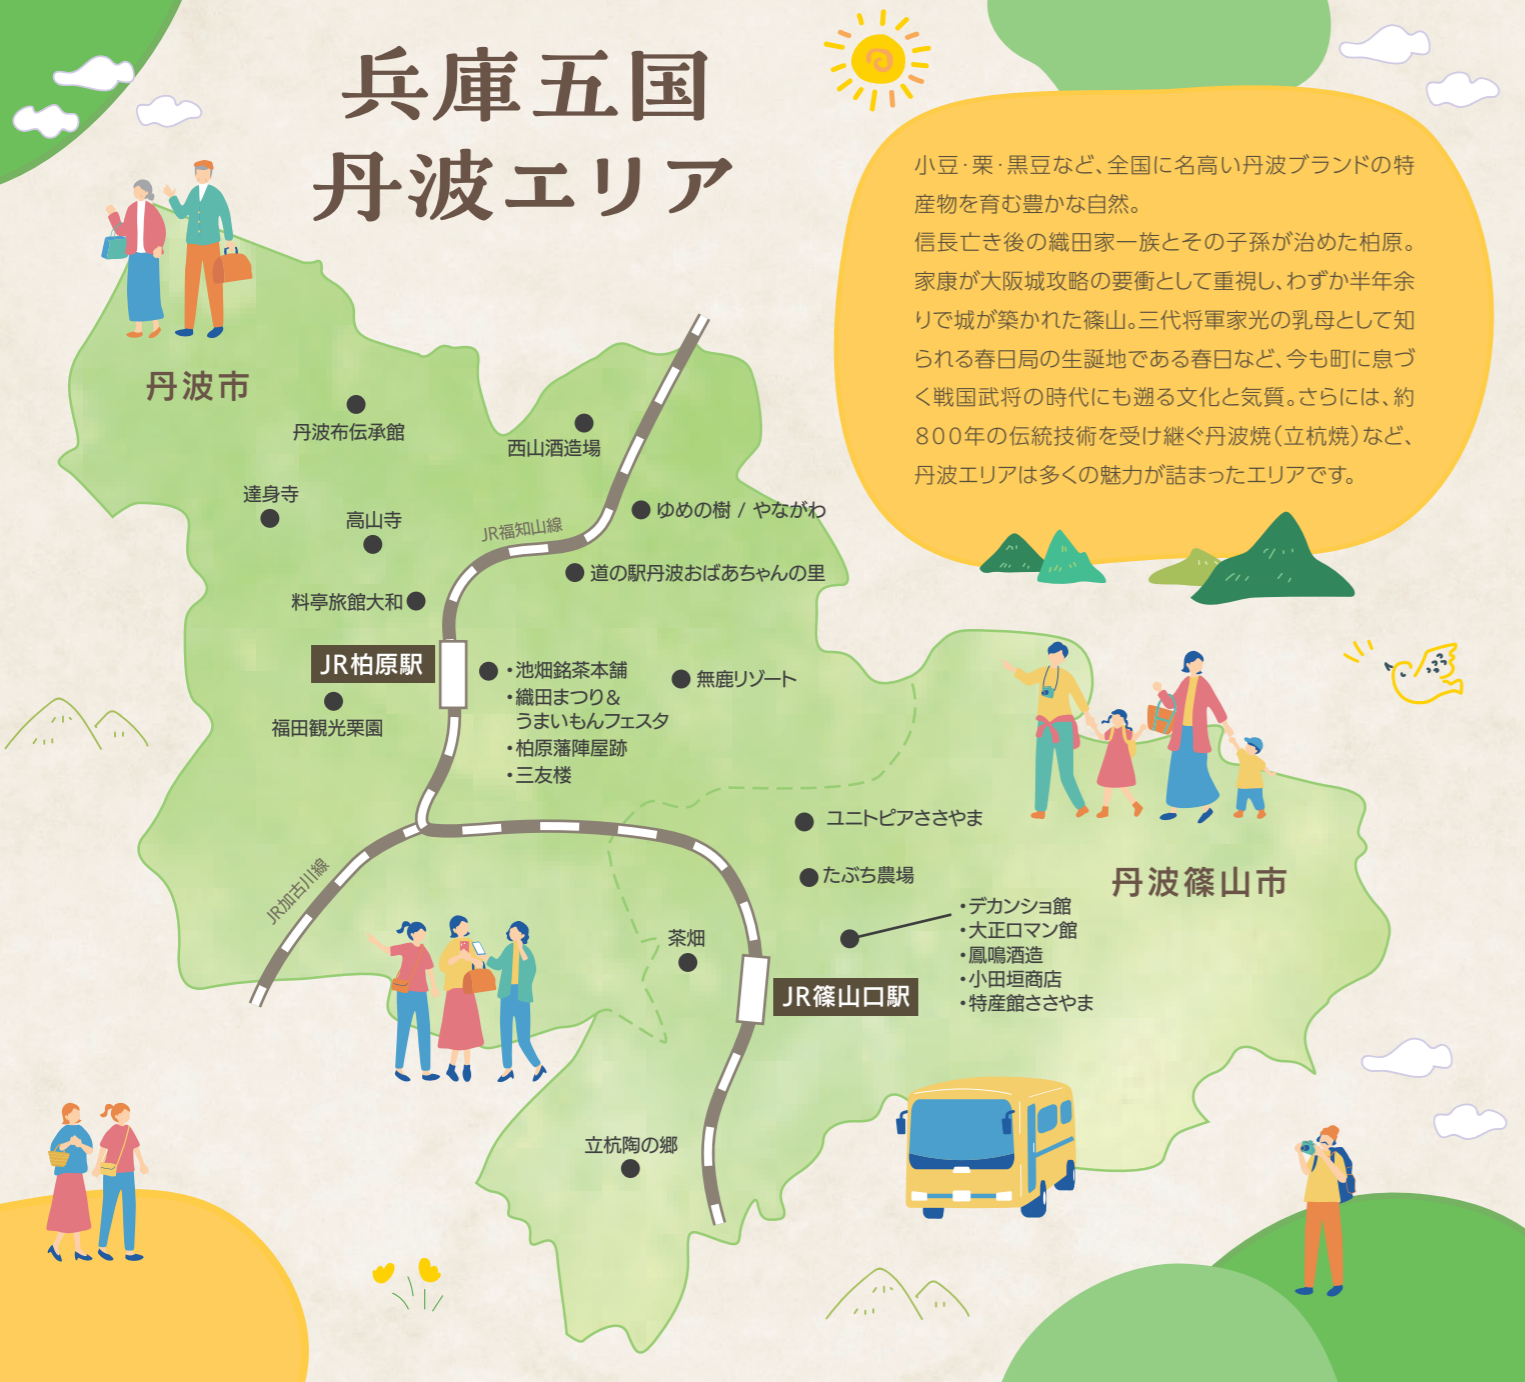 兵庫五国
丹波エリア
小豆・栗・黒豆など、全国に名高い丹波ブランドの特
産物を育む豊かな自然。
信長亡き後の織田家一族とその子孫が治めた柏原。
家康が大阪城攻略の要衝として重視し、わずか半年余
りで城が築かれた篠山。三代将軍家光の乳母として知
られる春日局の生誕地である春日など、今も町に息づ
く戦国武将の時代にも遡る文化と気質。さらには、約
800年の伝統技術を受け継ぐ丹波焼(立杭焼)など、
丹波エリアは多くの魅力が詰まったエリアです。
丹波市
丹波布伝承館
西山酒造場
達身寺
高山寺
ゆめの樹 / やながわ
JR福知山線
道の駅丹波おばあちゃんの里
料亭旅館大和
JR柏原駅
・池畑銘茶本舗
・織田まつり&
うまいもんフェスタ
・柏原藩陣屋跡
・三友楼
無鹿リゾート
福田観光栗園
JR加古川線
ユニトピアささやま
たぶち農場
丹波篠山市
・デカンショ館
・大正ロマン館
・鳳鳴酒造
・小田垣商店
・特産館ささやま
茶畑
JR篠山口駅
立杭陶の郷